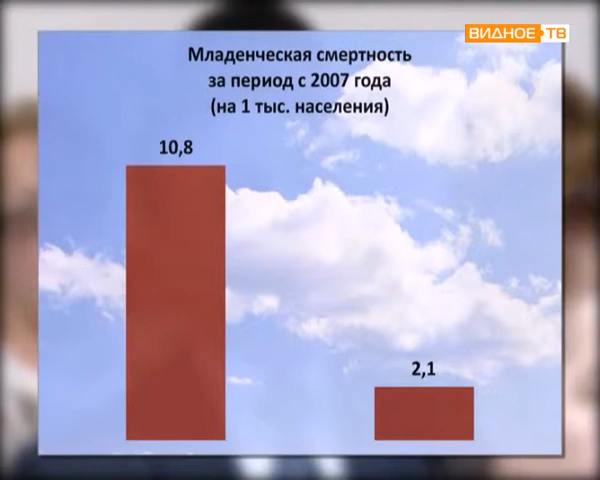 ВИДНОЕ ТВ
Младенческая смертность
за период с 2007 года
(на 1 тыс. населения)
10,8
2,1